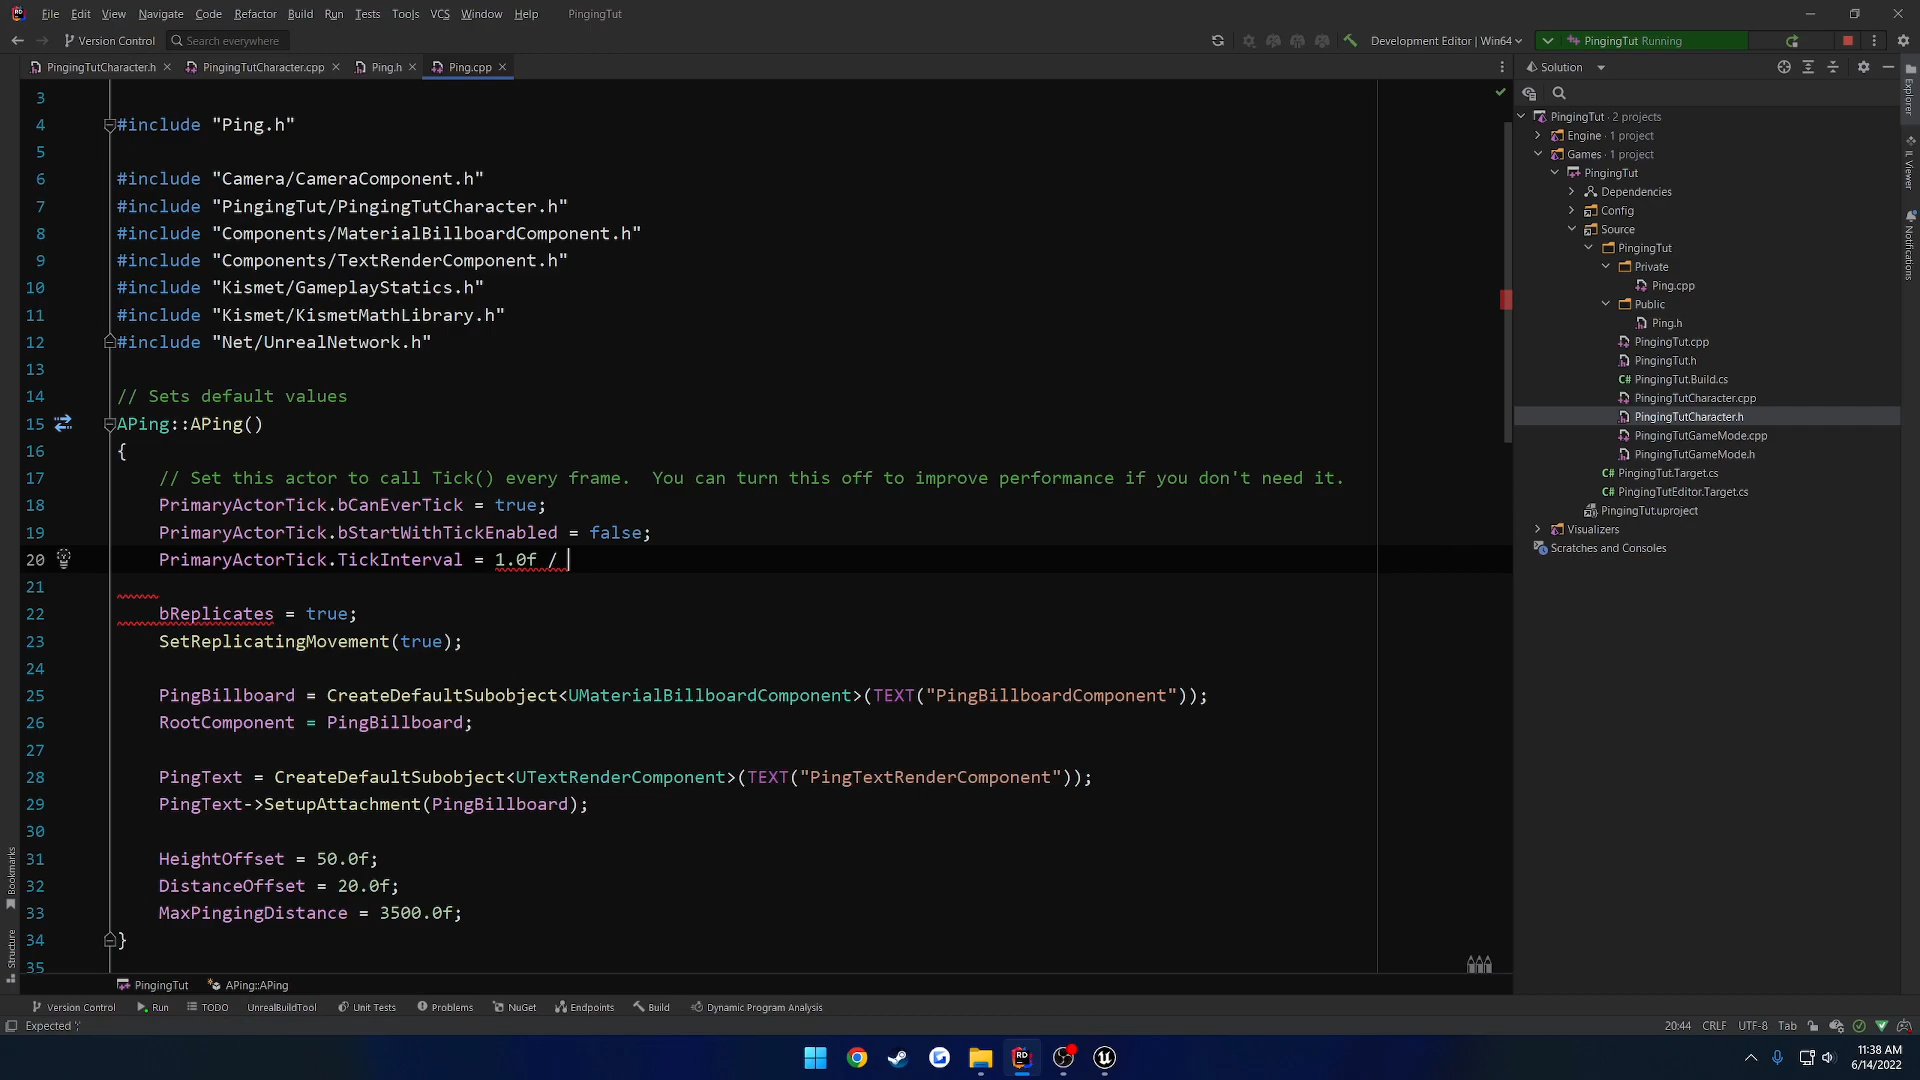 File Edit View Navigate Code Refactor Build Run Tests Tools VCS Window Help PingingTut
Version Control Search everywhere Development Editor | Win64 PingingTut Running
PingingTutCharacter.h PingingTutCharacter.cpp Ping.h Ping.cpp
3
4 #include "Ping.h"
5
6 #include "Camera/CameraComponent.h"
7 #include "PingingTut/PingingTutCharacter.h"
8 #include "Components/MaterialBillboardComponent.h"
9 #include "Components/TextRenderComponent.h"
10 #include "Kismet/GameplayStatics.h"
11 #include "Kismet/KismetMathLibrary.h"
12 #include "Net/UnrealNetwork.h"
13
14 // Sets default values
15 APing::APing()
16 {
17 // Set this actor to call Tick() every frame.  You can turn this off to improve performance if you don't need it.
18 PrimaryActorTick.bCanEverTick = true;
19 PrimaryActorTick.bStartWithTickEnabled = false;
20 PrimaryActorTick.TickInterval = 1.0f /
21
22 bReplicates = true;
23 SetReplicatingMovement(true);
24
25 PingBillboard = CreateDefaultSubobject<UMaterialBillboardComponent>(TEXT("PingBillboardComponent"));
26 RootComponent = PingBillboard;
27
28 PingText = CreateDefaultSubobject<UTextRenderComponent>(TEXT("PingTextRenderComponent"));
29 PingText->SetupAttachment(PingBillboard);
30
31 HeightOffset = 50.0f;
32 DistanceOffset = 20.0f;
33 MaxPingingDistance = 3500.0f;
34 }
35
Solution
PingingTut · 2 projects
Engine · 1 project
Games · 1 project
PingingTut
Dependencies
Config
Source
PingingTut
Private
Ping.cpp
Public
Ping.h
PingingTut.cpp
PingingTut.h
C# PingingTut.Build.cs
PingingTutCharacter.cpp
PingingTutCharacter.h
PingingTutGameMode.cpp
PingingTutGameMode.h
C# PingingTut.Target.cs
C# PingingTutEditor.Target.cs
PingingTut.uproject
Visualizers
Scratches and Consoles
Explorer
IL Viewer
Notifications
Bookmarks
Structure
PingingTut APing::APing
Version Control Run TODO UnrealBuildTool Unit Tests Problems NuGet Endpoints Build Dynamic Program Analysis
Expected ';' 20:44 CRLF UTF-8 Tab
11:38 AM
6/14/2022